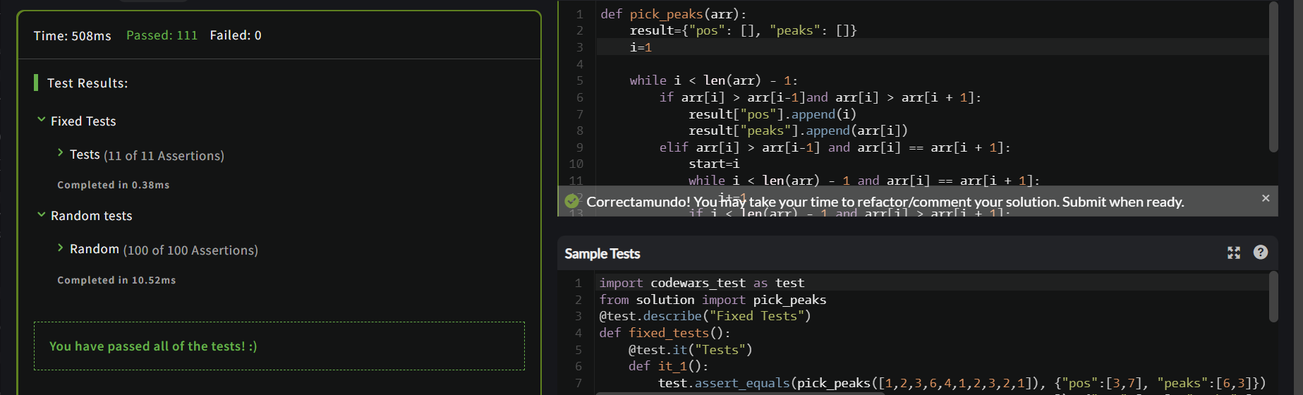 Time: 508ms Passed: 111 Failed: 0
Test Results:
Fixed Tests
Tests (11 of 11 Assertions)
Completed in 0.38ms
Random tests
Random (100 of 100 Assertions)
Completed in 10.52ms
You have passed all of the tests! :)
1 def pick_peaks(arr):
2     result={"pos": [], "peaks": []}
3     i=1
4
5     while i < len(arr) - 1:
6         if arr[i] > arr[i-1]and arr[i] > arr[i + 1]:
7             result["pos"].append(i)
8             result["peaks"].append(arr[i])
9         elif arr[i] > arr[i-1] and arr[i] == arr[i + 1]:
10             start=i
11             while i < len(arr) - 1 and arr[i] == arr[i + 1]:
Correctamundo! You may take your time to refactor/comment your solution. Submit when ready.
13             if i < len(arr) - 1 and arr[i] > arr[i + 1]:
Sample Tests
1 import codewars_test as test
2 from solution import pick_peaks
3 @test.describe("Fixed Tests")
4 def fixed_tests():
5     @test.it("Tests")
6     def it_1():
7         test.assert_equals(pick_peaks([1,2,3,6,4,1,2,3,2,1]), {"pos":[3,7], "peaks":[6,3]})